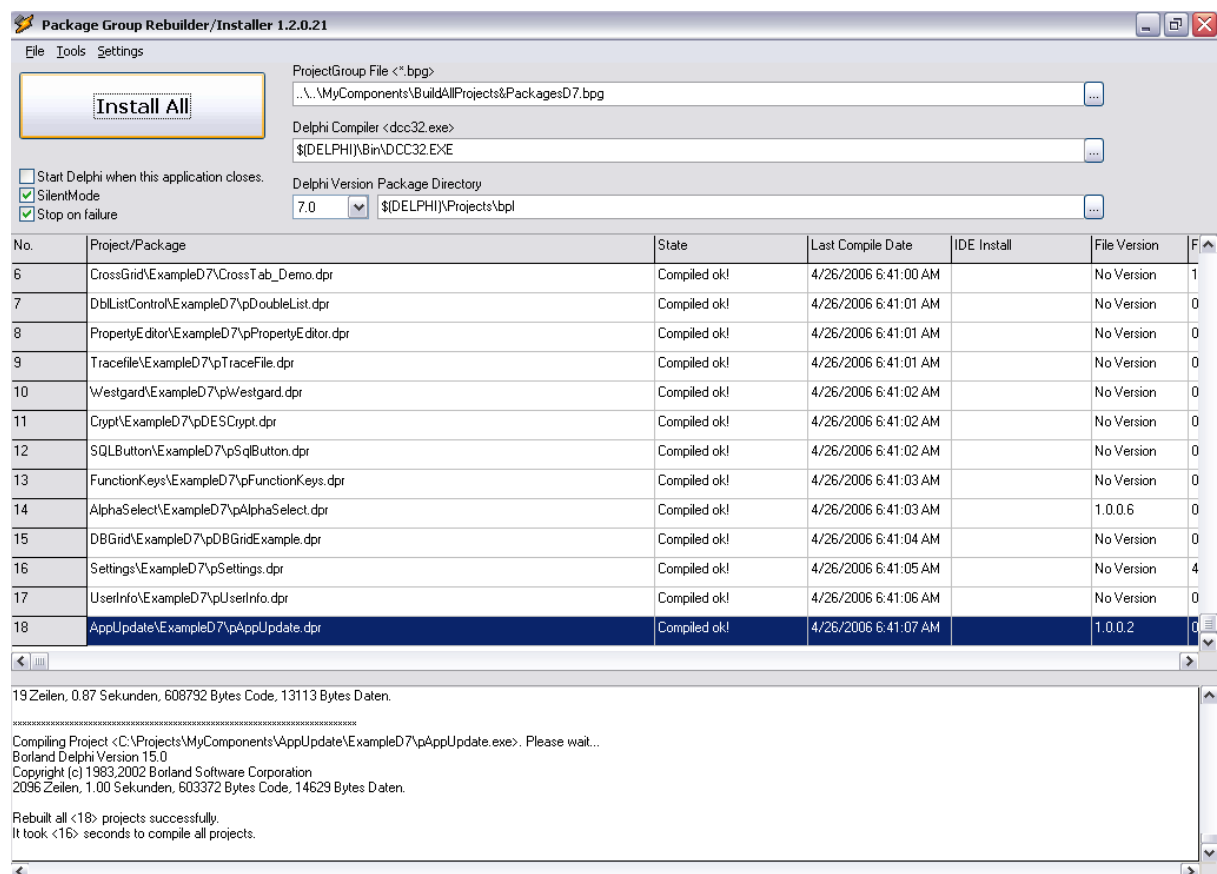 Package Group Rebuilder/Installer 1.2.0.21
File Tools Settings
Install All
ProjectGroup File <*.bpg>
..\..\MyComponents\BuildAllProjects&PackagesD7.bpg
...
Delphi Compiler <dcc32.exe>
$(DELPHI)\Bin\DCC32.EXE
...
Start Delphi when this application closes.
SilentMode
Stop on failure
Delphi Version Package Directory
7.0 $(DELPHI)\Projects\bpl
...
No. Project/Package State Last Compile Date IDE Install File Version F
6 CrossGrid\ExampleD7\CrossTab_Demo.dpr Compiled ok! 4/26/2006 6:41:00 AM No Version 1
7 DblListControl\ExampleD7\pDoubleList.dpr Compiled ok! 4/26/2006 6:41:01 AM No Version 0
8 PropertyEditor\ExampleD7\pPropertyEditor.dpr Compiled ok! 4/26/2006 6:41:01 AM No Version 0
9 Tracefile\ExampleD7\pTraceFile.dpr Compiled ok! 4/26/2006 6:41:01 AM No Version 0
10 Westgard\ExampleD7\pWestgard.dpr Compiled ok! 4/26/2006 6:41:02 AM No Version 0
11 Crypt\ExampleD7\pDESCrypt.dpr Compiled ok! 4/26/2006 6:41:02 AM No Version 0
12 SQLButton\ExampleD7\pSqlButton.dpr Compiled ok! 4/26/2006 6:41:02 AM No Version 0
13 FunctionKeys\ExampleD7\pFunctionKeys.dpr Compiled ok! 4/26/2006 6:41:03 AM No Version 0
14 AlphaSelect\ExampleD7\pAlphaSelect.dpr Compiled ok! 4/26/2006 6:41:03 AM 1.0.0.6 0
15 DBGrid\ExampleD7\pDBGridExample.dpr Compiled ok! 4/26/2006 6:41:04 AM No Version 0
16 Settings\ExampleD7\pSettings.dpr Compiled ok! 4/26/2006 6:41:05 AM No Version 4
17 UserInfo\ExampleD7\pUserInfo.dpr Compiled ok! 4/26/2006 6:41:06 AM No Version 0
18 AppUpdate\ExampleD7\pAppUpdate.dpr Compiled ok! 4/26/2006 6:41:07 AM 1.0.0.2 0
19 Zeilen, 0.87 Sekunden, 608792 Bytes Code, 13113 Bytes Daten.
Compiling Project <C:\Projects\MyComponents\AppUpdate\ExampleD7\pAppUpdate.exe>. Please wait...
Borland Delphi Version 15.0
Copyright (c) 1983,2002 Borland Software Corporation
2096 Zeilen, 1.00 Sekunden, 603372 Bytes Code, 14629 Bytes Daten.
Rebuilt all <18> projects successfully.
It took <16> seconds to compile all projects.